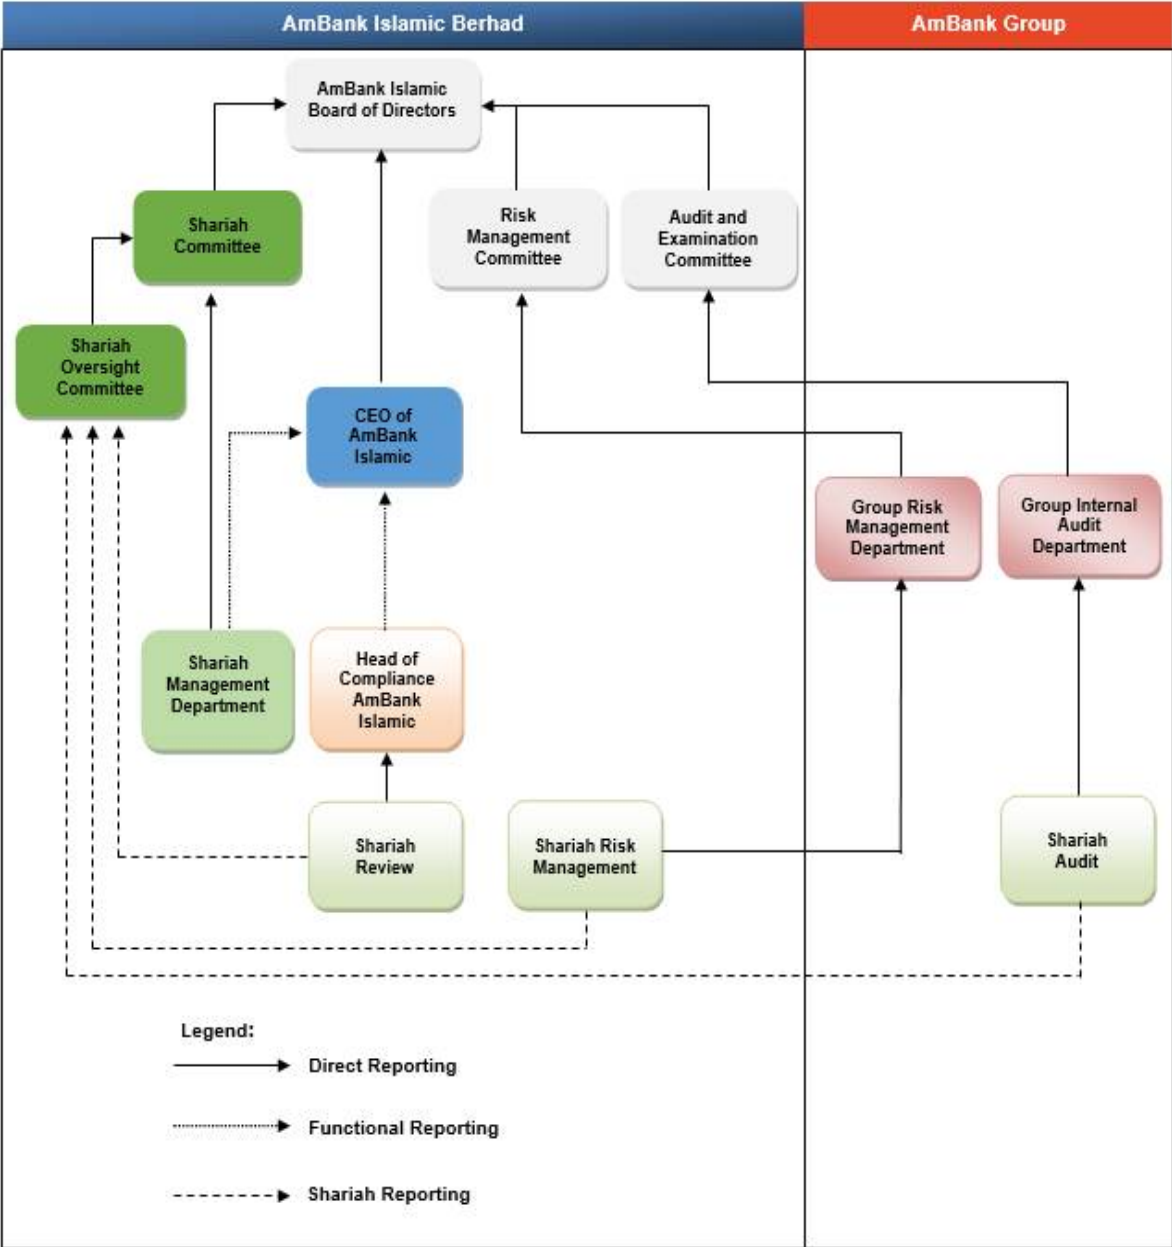 AmBank Islamic Berhad
AmBank Group
AmBank Islamic
Board of Directors
Shariah
Committee
Risk
Management
Committee
Audit and
Examination
Committee
Shariah
Oversight
Committee
CEO of
AmBank
Islamic
Group Risk
Management
Department
Group Internal
Audit
Department
Shariah
Management
Department
Head of
Compliance
AmBank
Islamic
Shariah
Review
Shariah Risk
Management
Shariah
Audit
Legend:
Direct Reporting
Functional Reporting
Shariah Reporting